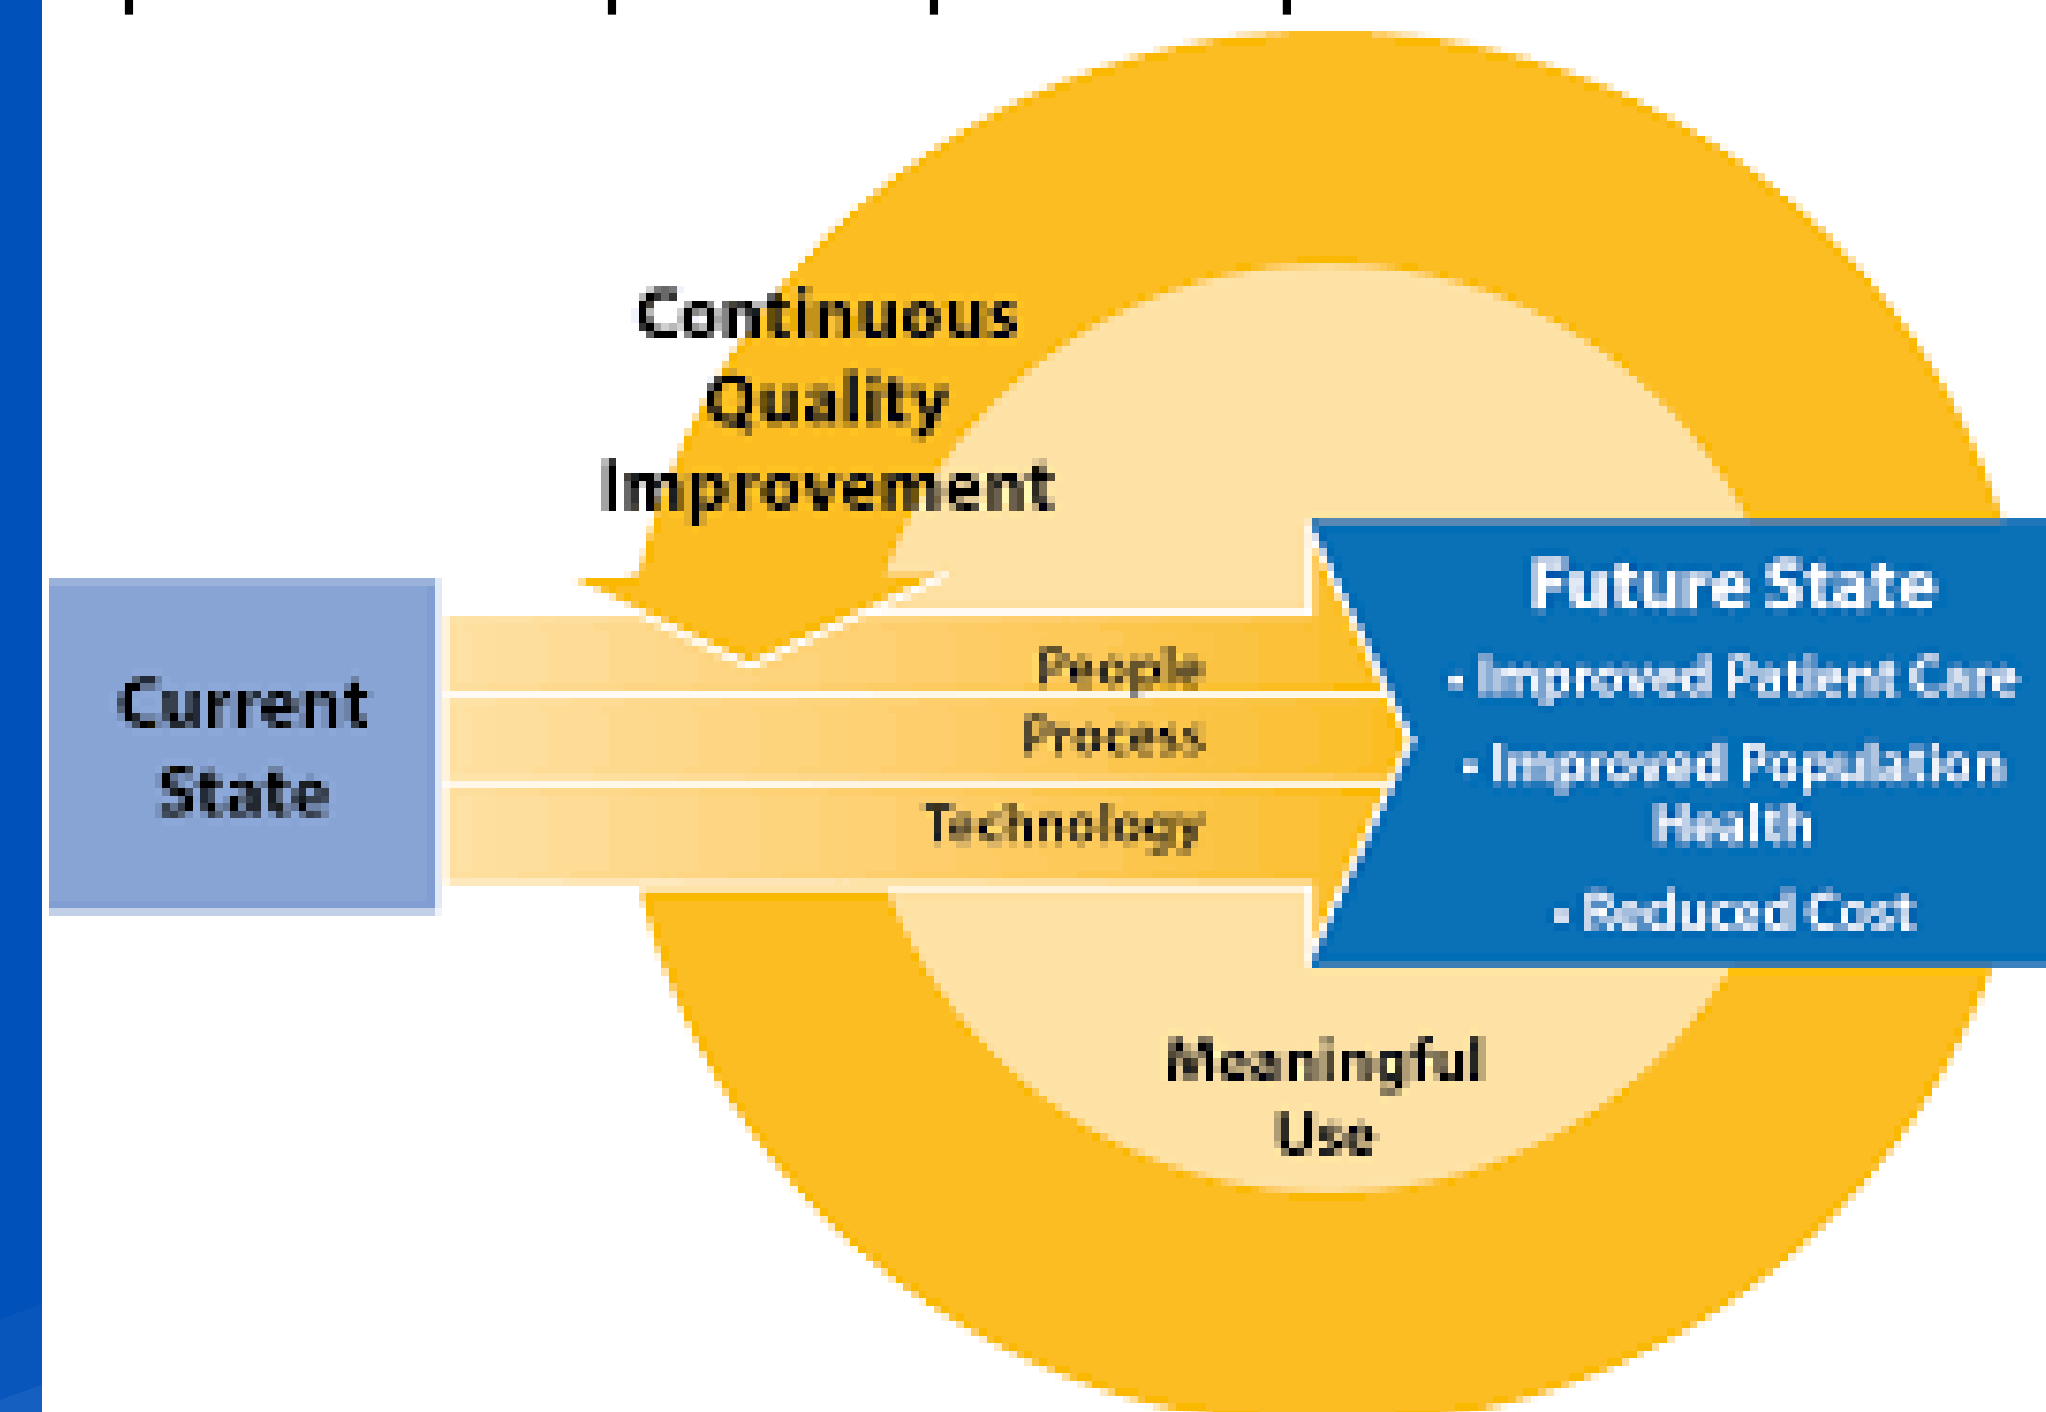 Continuous
Quality
Improvement
Current
State
People
Process
Technology
Future State
• Improved Patient Care
• Improved Population
Health
• Reduced Cost
Meaningful
Use